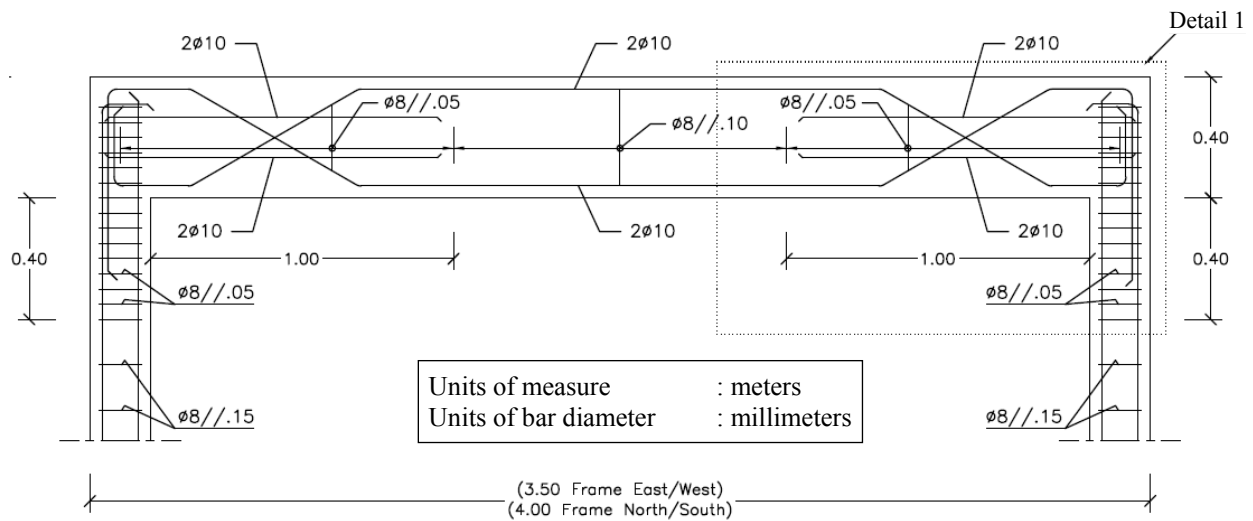 Detail 1
2ø10
2ø10
2ø10
ø8//.05
ø8//.05
ø8//.10
0.40
2ø10
2ø10
2ø10
0.40
1.00
1.00
0.40
ø8//.05
ø8//.05
Units of measure : meters
Units of bar diameter : millimeters
ø8//.15
ø8//.15
(3.50 Frame East/West)
(4.00 Frame North/South)